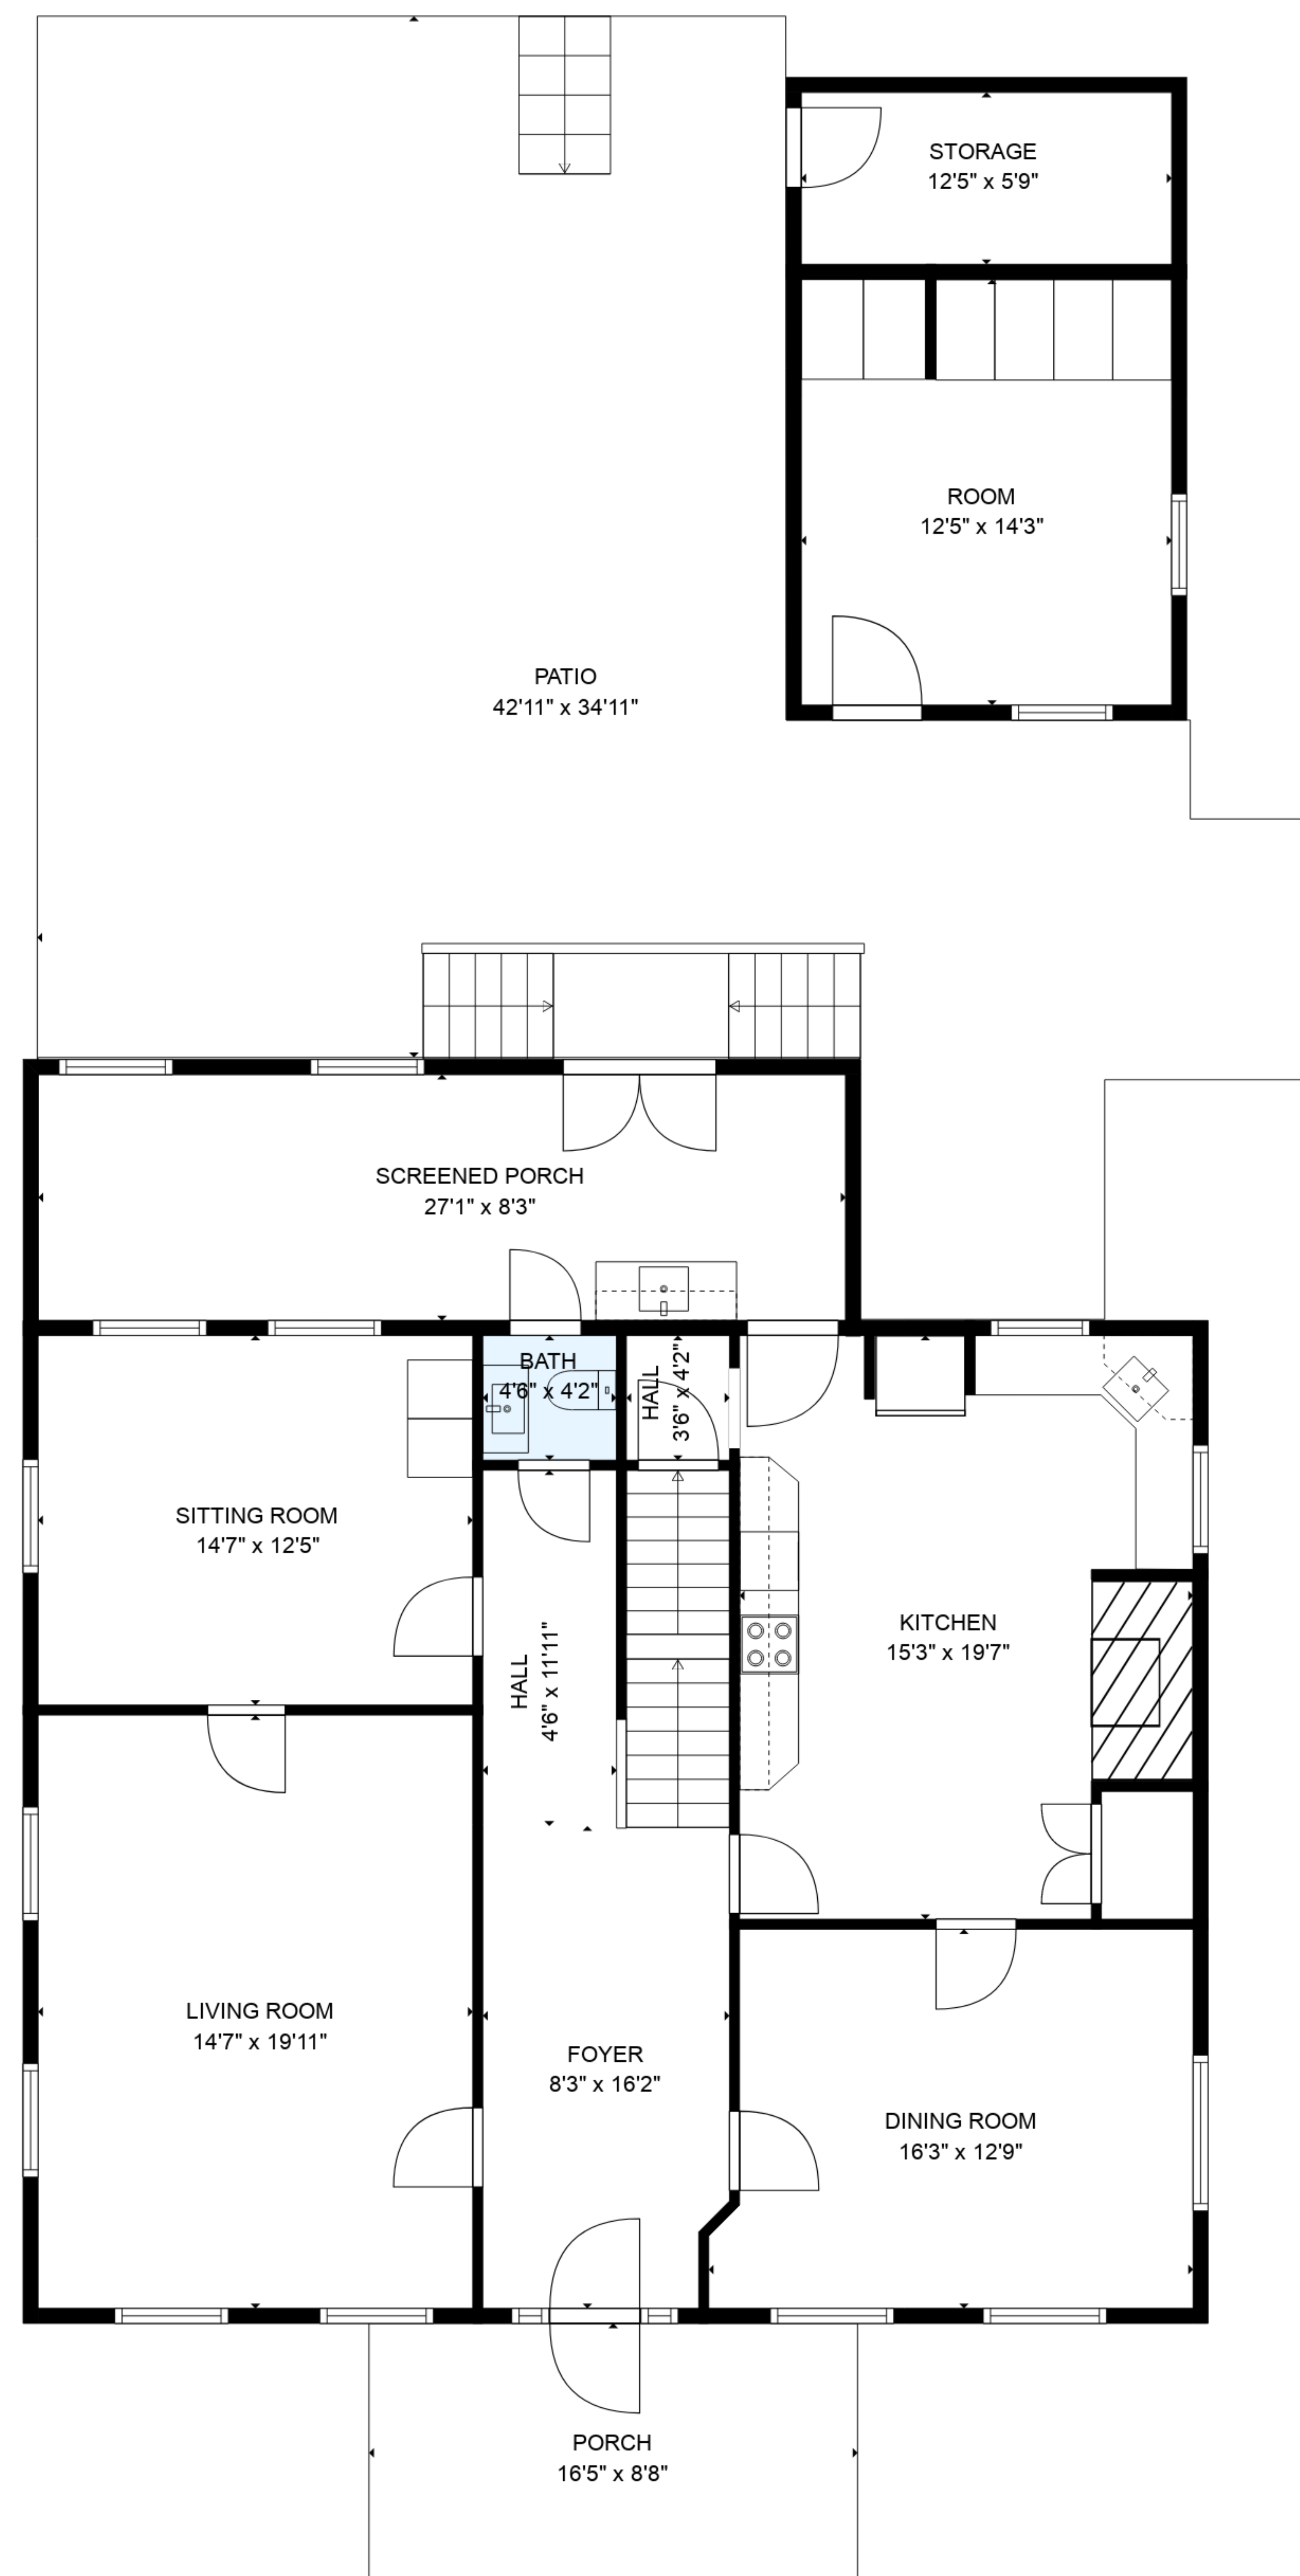 STORAGE
12'5" x 5'9"
ROOM
12'5" x 14'3"
PATIO
42'11" x 34'11"
SCREENED PORCH
27'1" x 8'3"
BATH
4'6" x 4'2"
HALL
3'6" x 4'2"
SITTING ROOM
14'7" x 12'5"
KITCHEN
15'3" x 19'7"
HALL
4'6" x 11'11"
LIVING ROOM
14'7" x 19'11"
FOYER
8'3" x 16'2"
DINING ROOM
16'3" x 12'9"
PORCH
16'5" x 8'8"